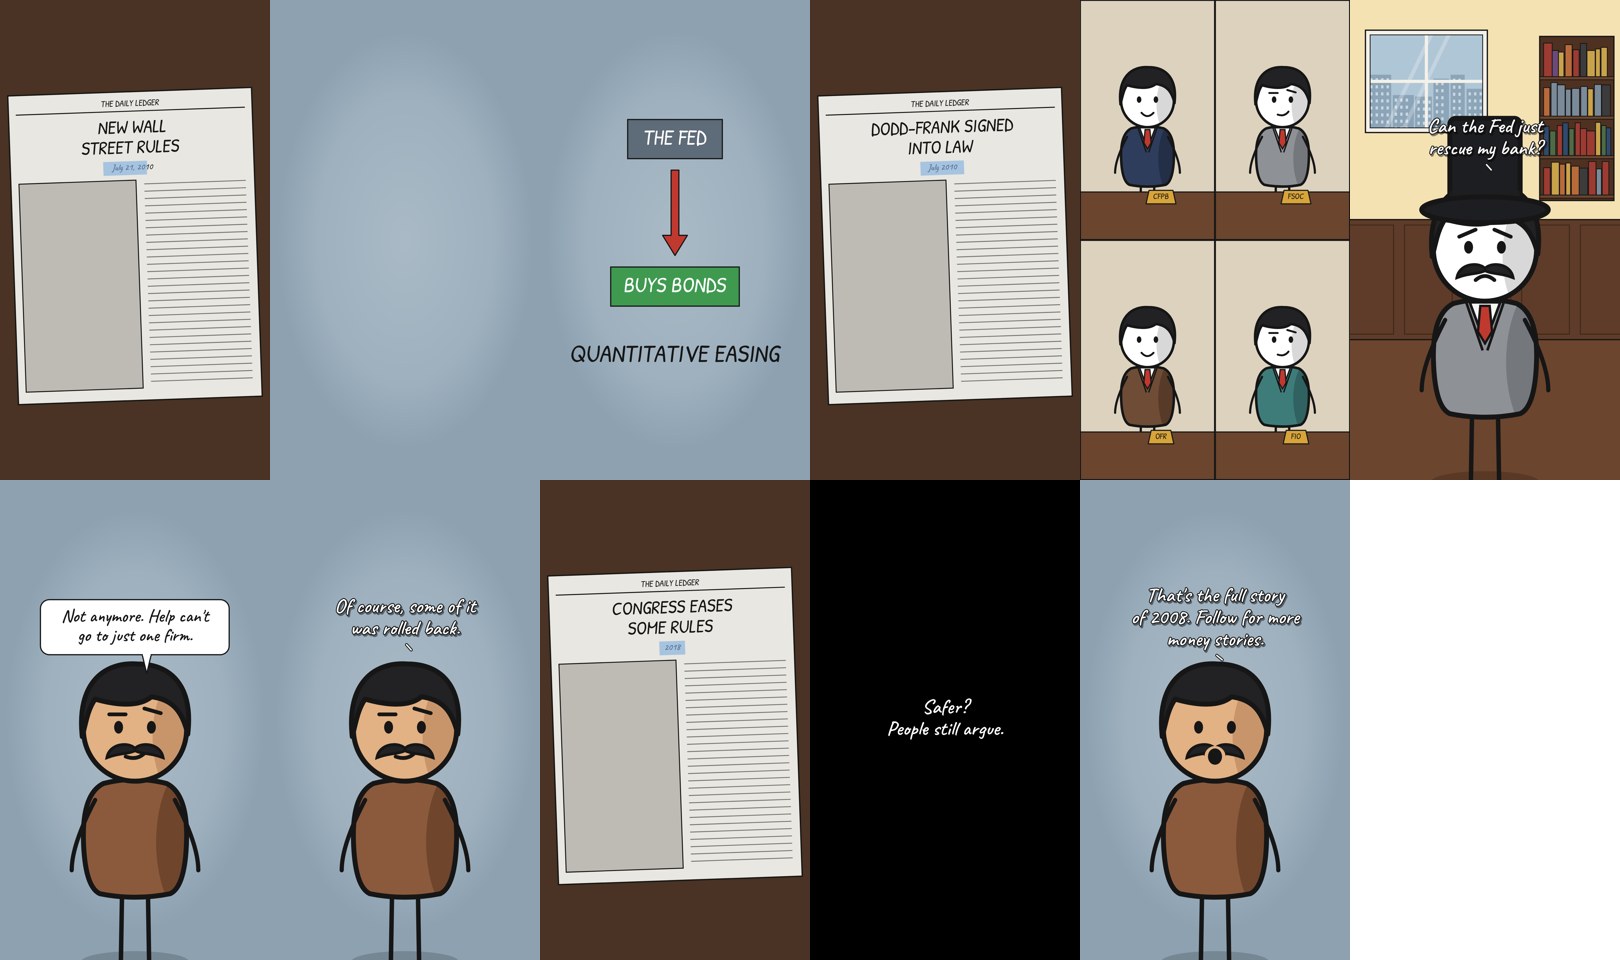 THE DAILY LEDGER
NEW WALL
STREET RULES
July 21, 2010
THE FED
BUYS BONDS
QUANTITATIVE EASING
THE DAILY LEDGER
DODD-FRANK SIGNED
INTO LAW
July 2010
CFPB
FSOC
OFR
FIO
Can the Fed just
rescue my bank?
Not anymore. Help can't
go to just one firm.
Of course, some of it
was rolled back.
THE DAILY LEDGER
CONGRESS EASES
SOME RULES
2018
Safer?
People still argue.
That's the full story
of 2008. Follow for more
money stories.